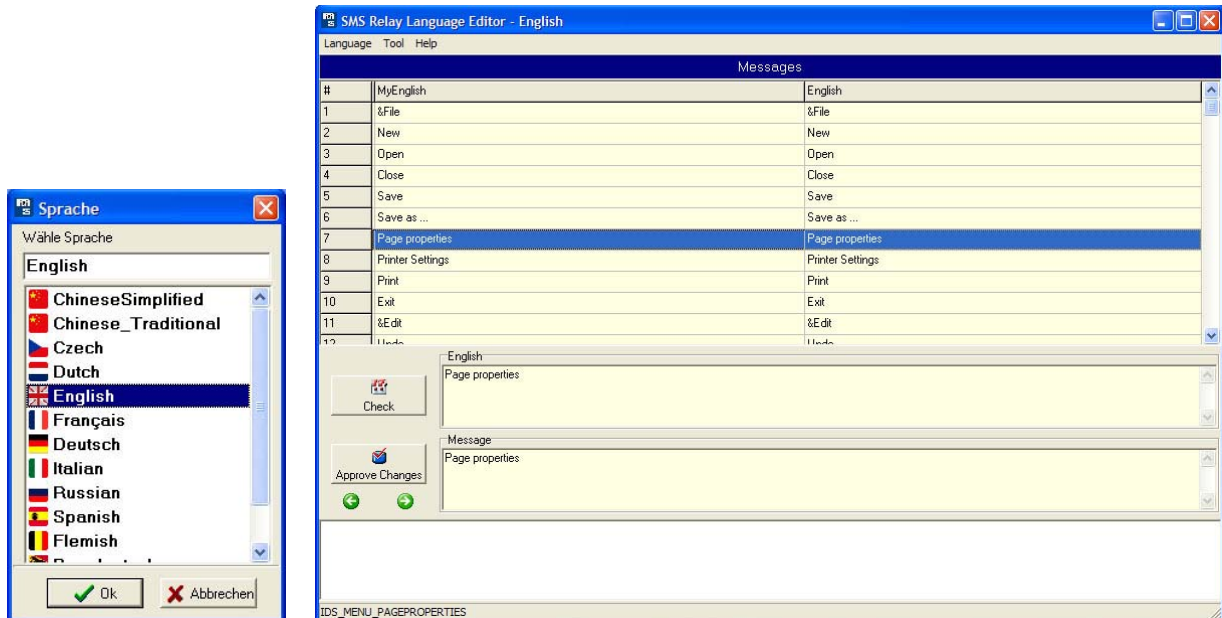 Sprache
Wähle Sprache
English
ChineseSimplified
Chinese_Traditional
Czech
Dutch
English
Français
Deutsch
Italian
Russian
Spanish
Flemish
Ok Abbrechen
SMS Relay Language Editor - English
Language Tool Help
Messages
# MyEnglish English
1 &File &File
2 New New
3 Open Open
4 Close Close
5 Save Save
6 Save as ... Save as ...
7 Page properties Page properties
8 Printer Settings Printer Settings
9 Print Print
10 Exit Exit
11 &Edit &Edit
12 Undo Undo
English
Page properties
Check
Message
Page properties
Approve Changes
IDS_MENU_PAGEPROPERTIES